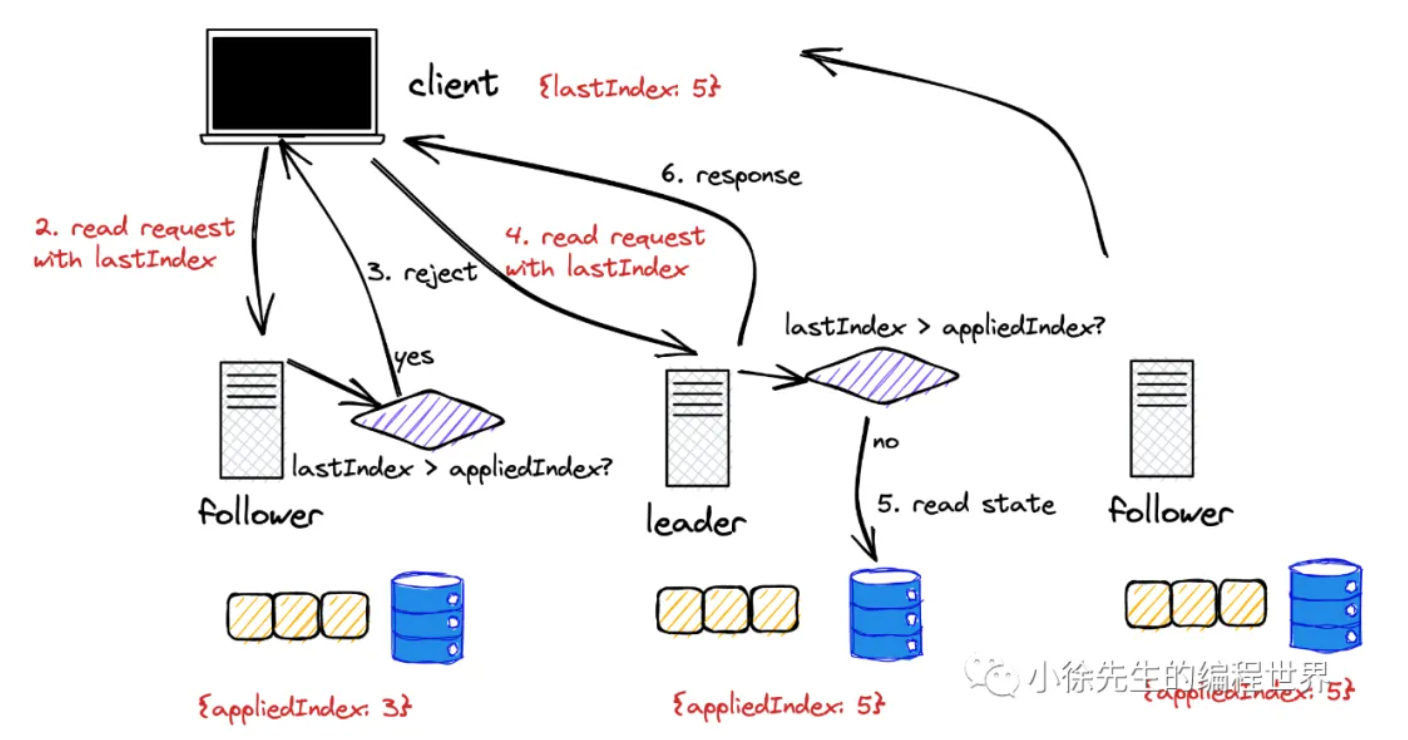 client {lastIndex: 5}
6. response
2. read request
with lastIndex
4. read request
with lastIndex
3. reject
lastIndex > appliedIndex?
yes
no
lastIndex > appliedIndex?
5. read state
follower
leader
follower
小徐先生的编程世界
{appliedIndex: 3}
{appliedIndex: 5}
{appliedIndex: 5}